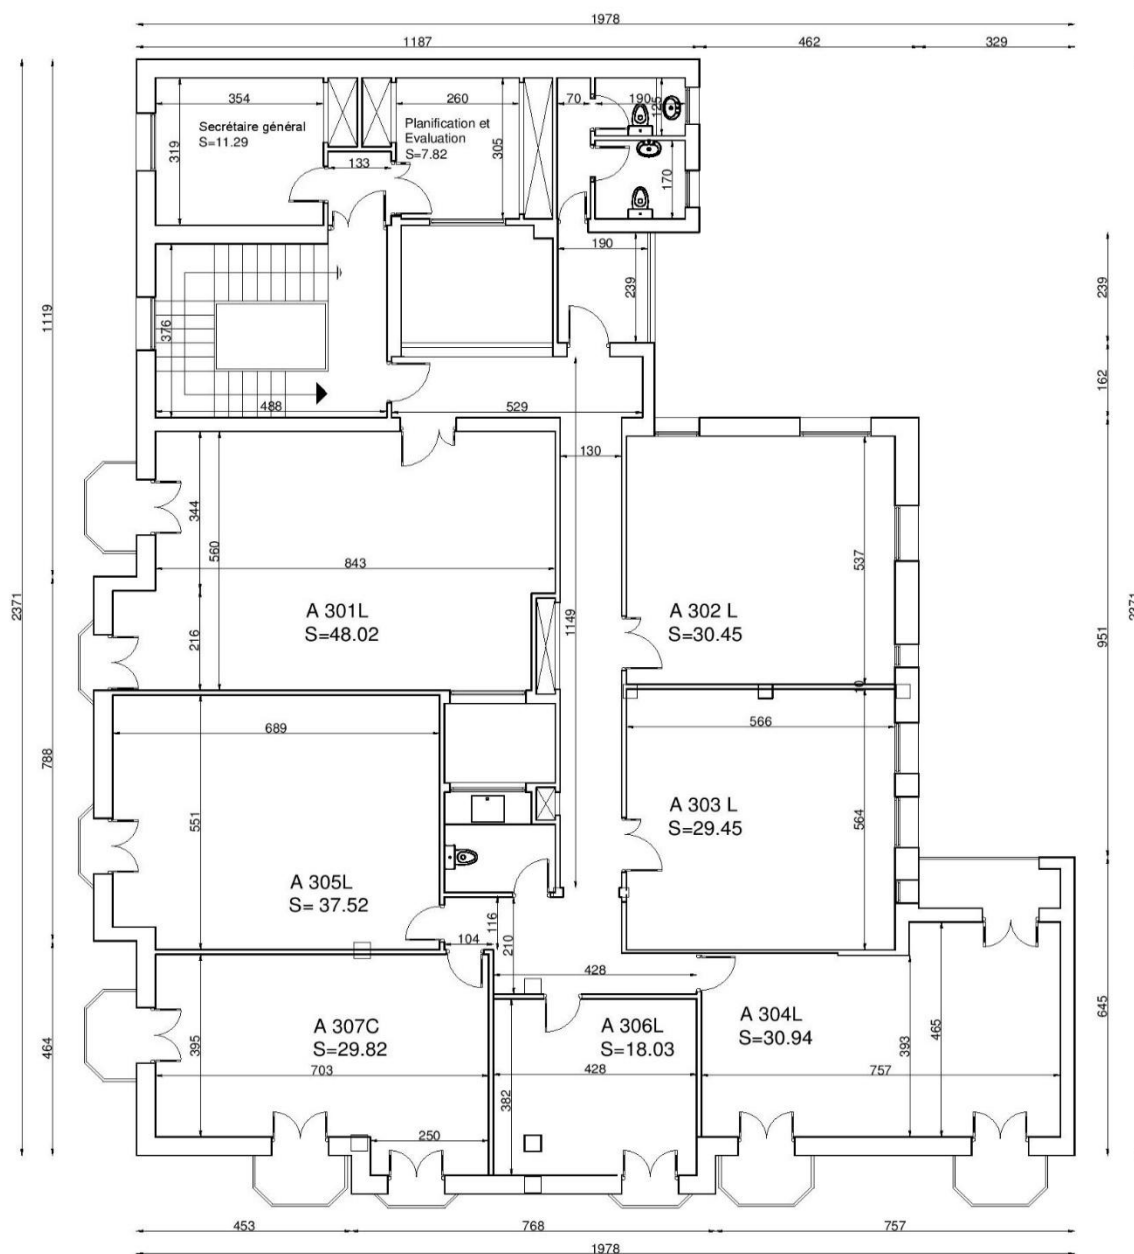 1978
1187
462
329
354
260
70
190
125
Secrétaire général
S=11.29
Planification et
Evaluation
S=7.82
319
305
133
170
190
239
239
1119
376
162
488
529
130
344
560
537
843
2371
1149
2371
A 301L
S=48.02
A 302 L
S=30.45
216
951
10
689
566
788
551
A 303 L
S=29.45
564
A 305L
S= 37.52
116
104
210
428
A 307C
S=29.82
A 306L
S=18.03
A 304L
S=30.94
395
393
465
645
464
703
428
757
382
250
453
768
757
1978